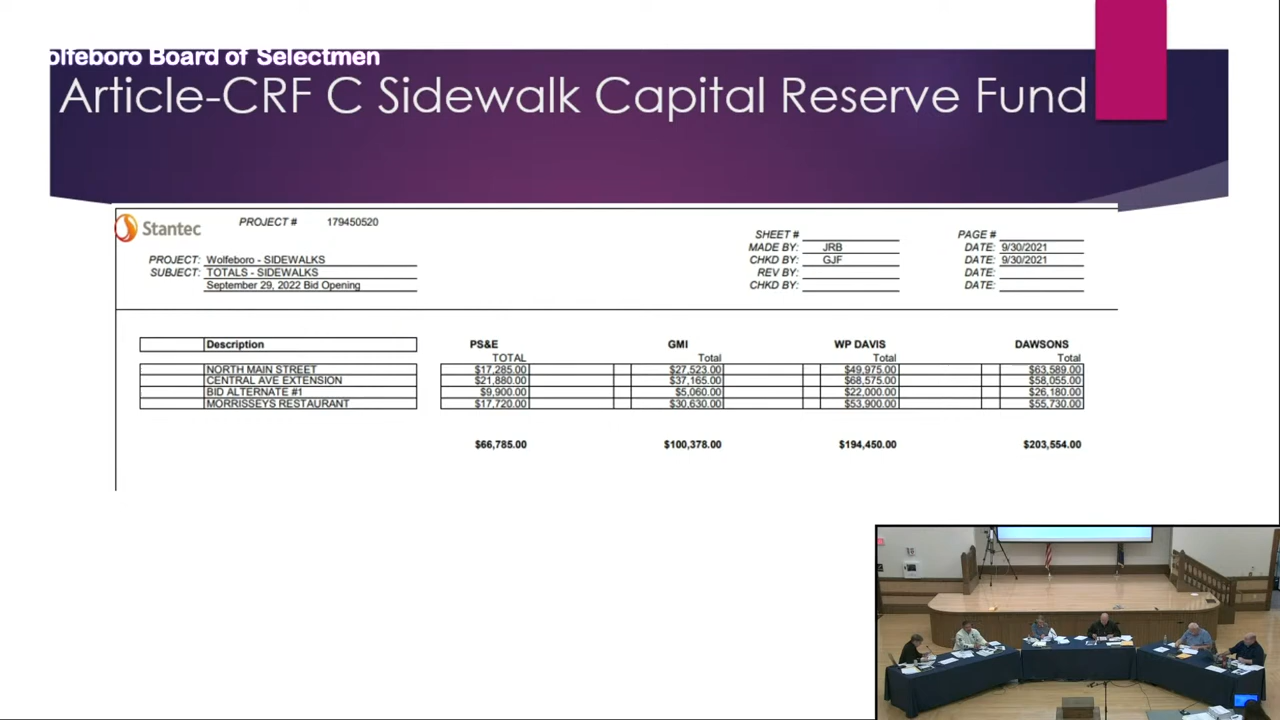 olfeboro Board of Selectmen
Article-CRF C Sidewalk Capital Reserve Fund
Stantec
PROJECT # 179450520
SHEET # PAGE #
MADE BY: JRB DATE: 9/30/2021
PROJECT: Wolfeboro - SIDEWALKS CHKD BY: GJF DATE: 9/30/2021
SUBJECT: TOTALS - SIDEWALKS REV BY: DATE:
September 29, 2022 Bid Opening CHKD BY: DATE:
Description PS&E GMI WP DAVIS DAWSONS
TOTAL Total Total Total
NORTH MAIN STREET $17,285.00 $27,523.00 $49,975.00 $63,589.00
CENTRAL AVE EXTENSION $21,880.00 $37,165.00 $68,575.00 $58,055.00
BID ALTERNATE #1 $9,900.00 $5,060.00 $22,000.00 $26,180.00
MORRISSEYS RESTAURANT $17,720.00 $30,630.00 $53,900.00 $55,730.00
$66,785.00 $100,378.00 $194,450.00 $203,554.00